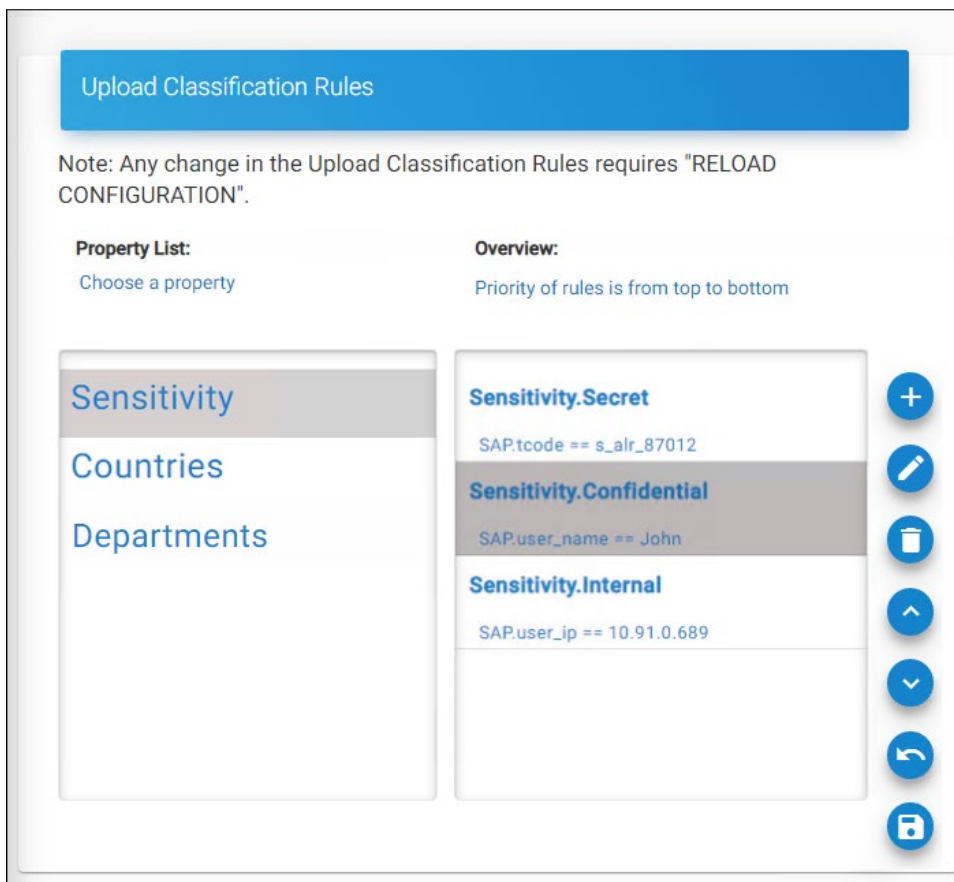 Upload Classification Rules
Note: Any change in the Upload Classification Rules requires "RELOAD
CONFIGURATION".
Property List:
Choose a property
Overview:
Priority of rules is from top to bottom
Sensitivity
Countries
Departments
Sensitivity.Secret
SAP.tcode == s_alr_87012
Sensitivity.Confidential
SAP.user_name == John
Sensitivity.Internal
SAP.user_ip == 10.91.0.689